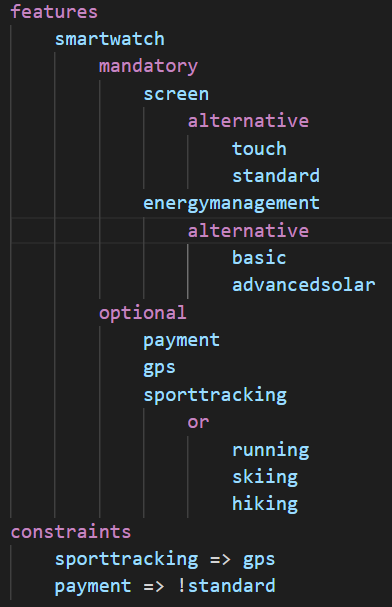 features
smartwatch
mandatory
screen
alternative
touch
standard
energymanagement
alternative
basic
advancedsolar
optional
payment
gps
sporttracking
or
running
skiing
hiking
constraints
sporttracking => gps
payment => !standard